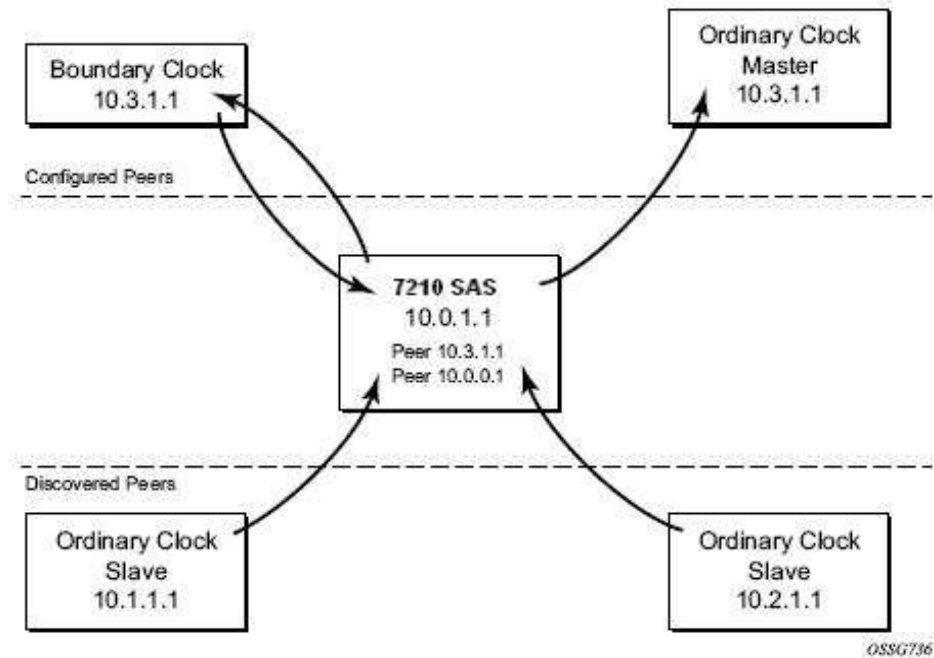 Boundary Clock
10.3.1.1
Ordinary Clock
Master
10.3.1.1
Configured Peers
7210 SAS
10.0.1.1
Peer 10.3.1.1
Peer 10.0.0.1
Discovered Peers
Ordinary Clock
Slave
10.1.1.1
Ordinary Clock
Slave
10.2.1.1
OSSG736